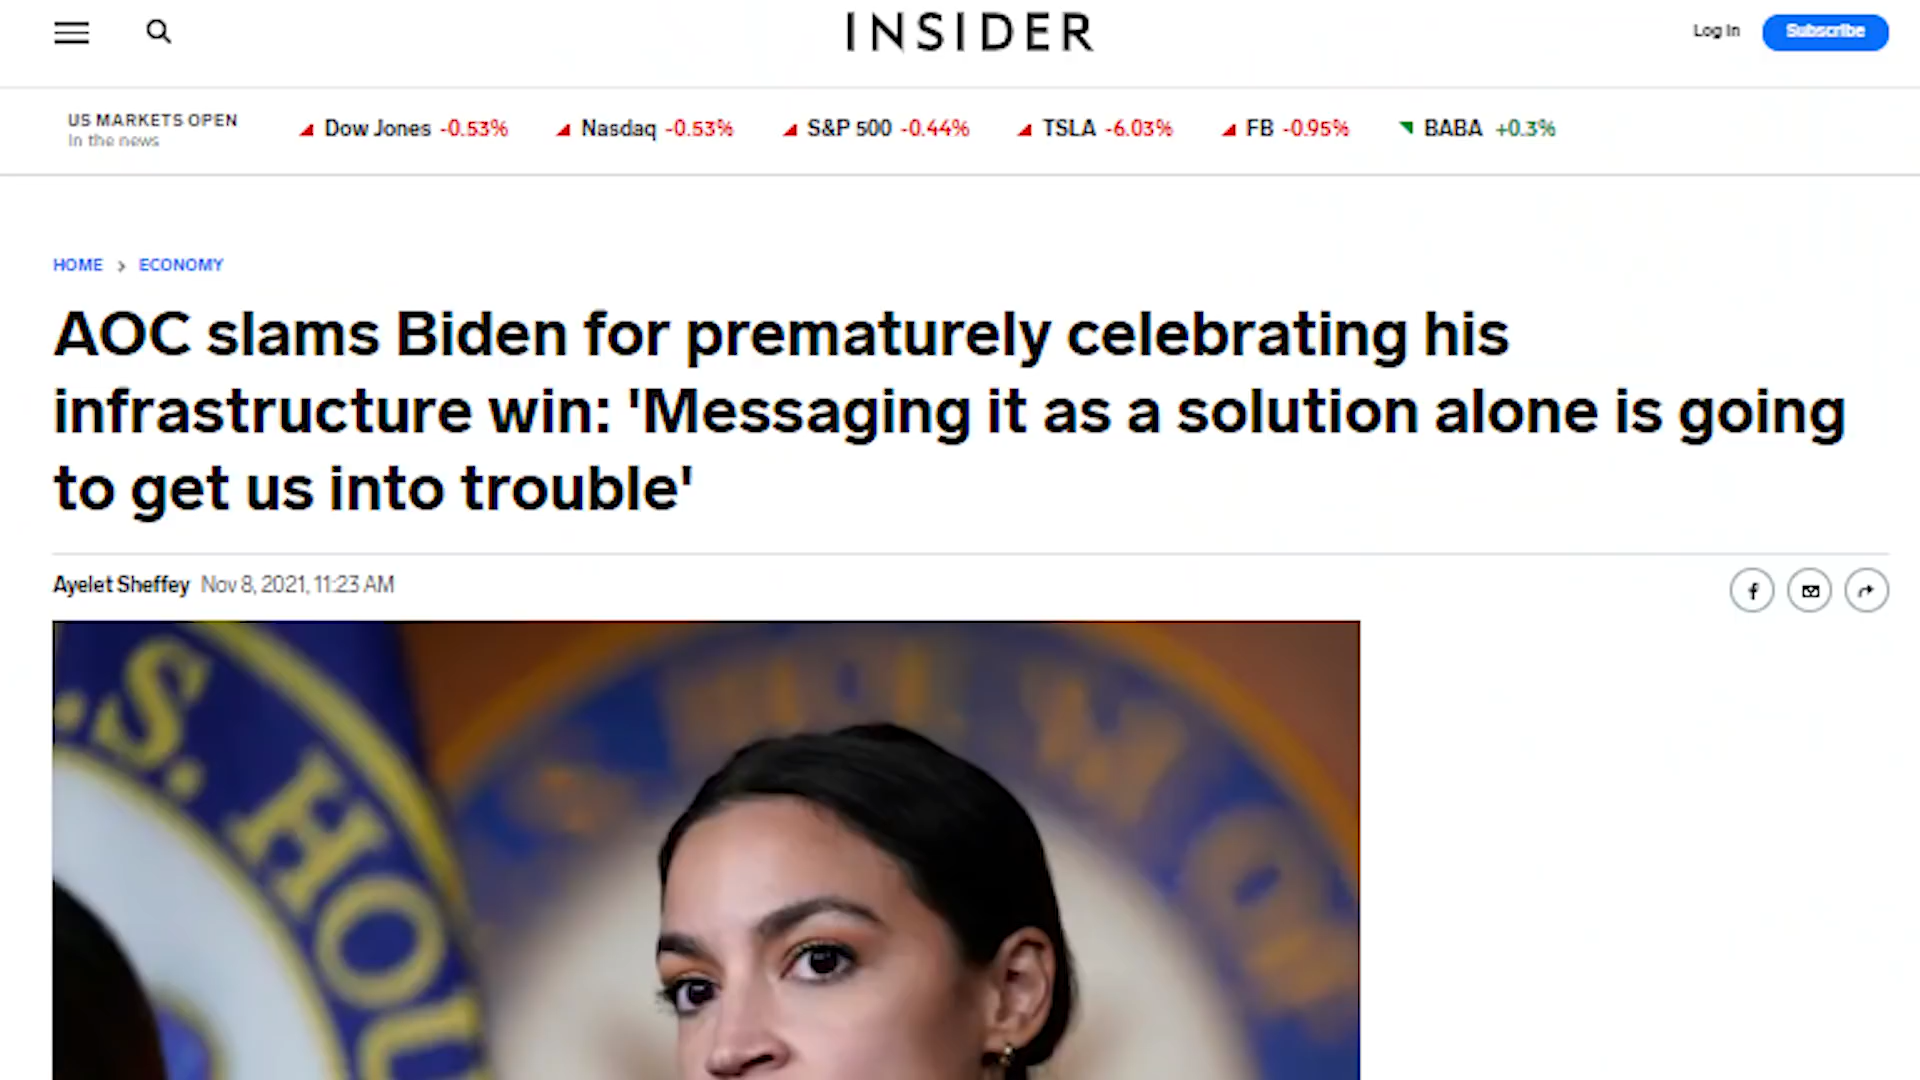 INSIDER
Log In
Subscribe
US MARKETS OPEN
In the news
Dow Jones -0.53%
Nasdaq -0.53%
S&P 500 -0.44%
TSLA -6.03%
FB -0.95%
BABA +0.3%
HOME > ECONOMY
AOC slams Biden for prematurely celebrating his
infrastructure win: 'Messaging it as a solution alone is going
to get us into trouble'
Ayelet Sheffey Nov 8, 2021, 11:23 AM
.S. HOU